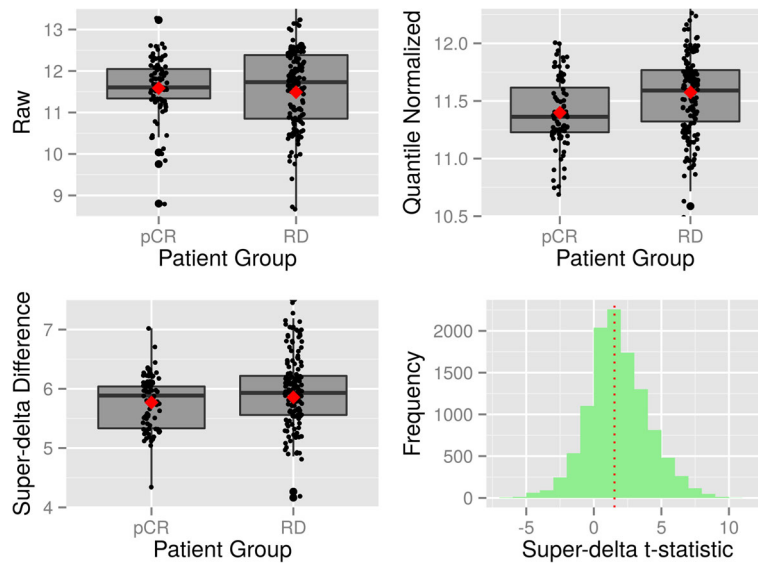 Raw
13
12
11
10
9
pCR
RD
Patient Group
Quantile Normalized
12.0
11.5
11.0
10.5
pCR
RD
Patient Group
Super-delta Difference
7
6
5
4
pCR
RD
Patient Group
Frequency
2000
1500
1000
500
0
-5
0
5
10
Super-delta t-statistic